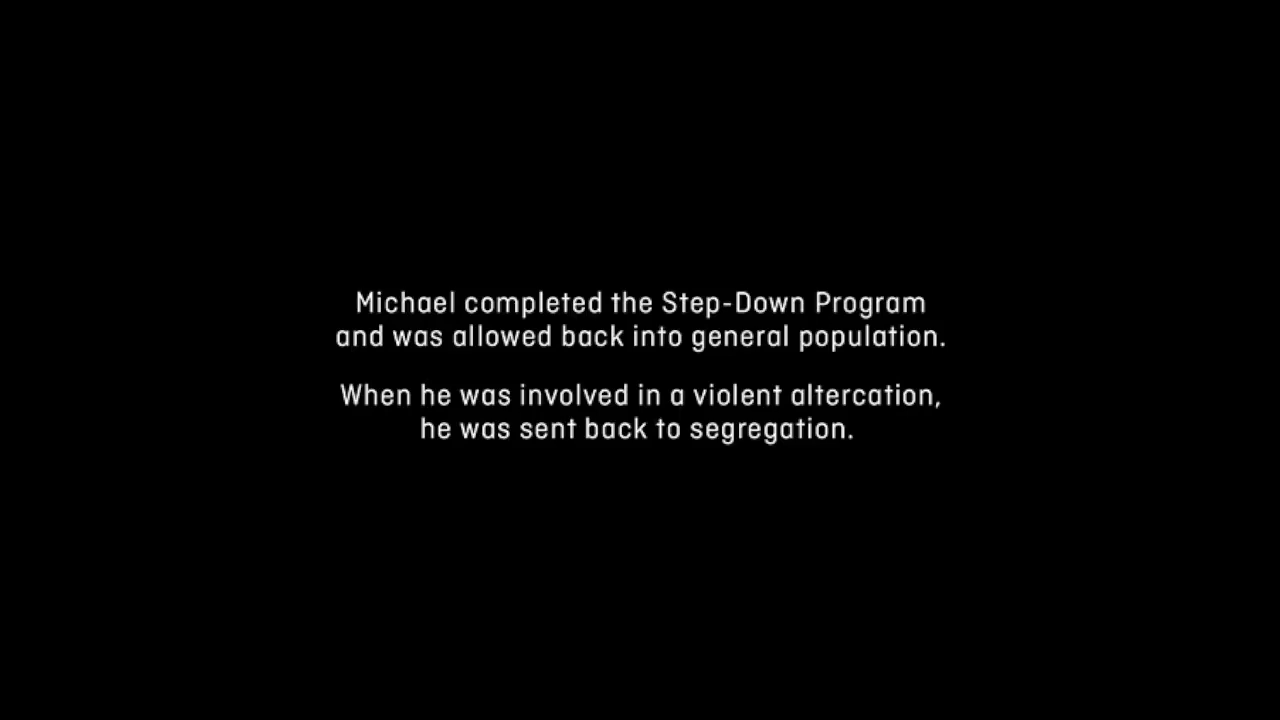 Michael completed the Step-Down Program
and was allowed back into general population.
When he was involved in a violent altercation,
he was sent back to segregation.